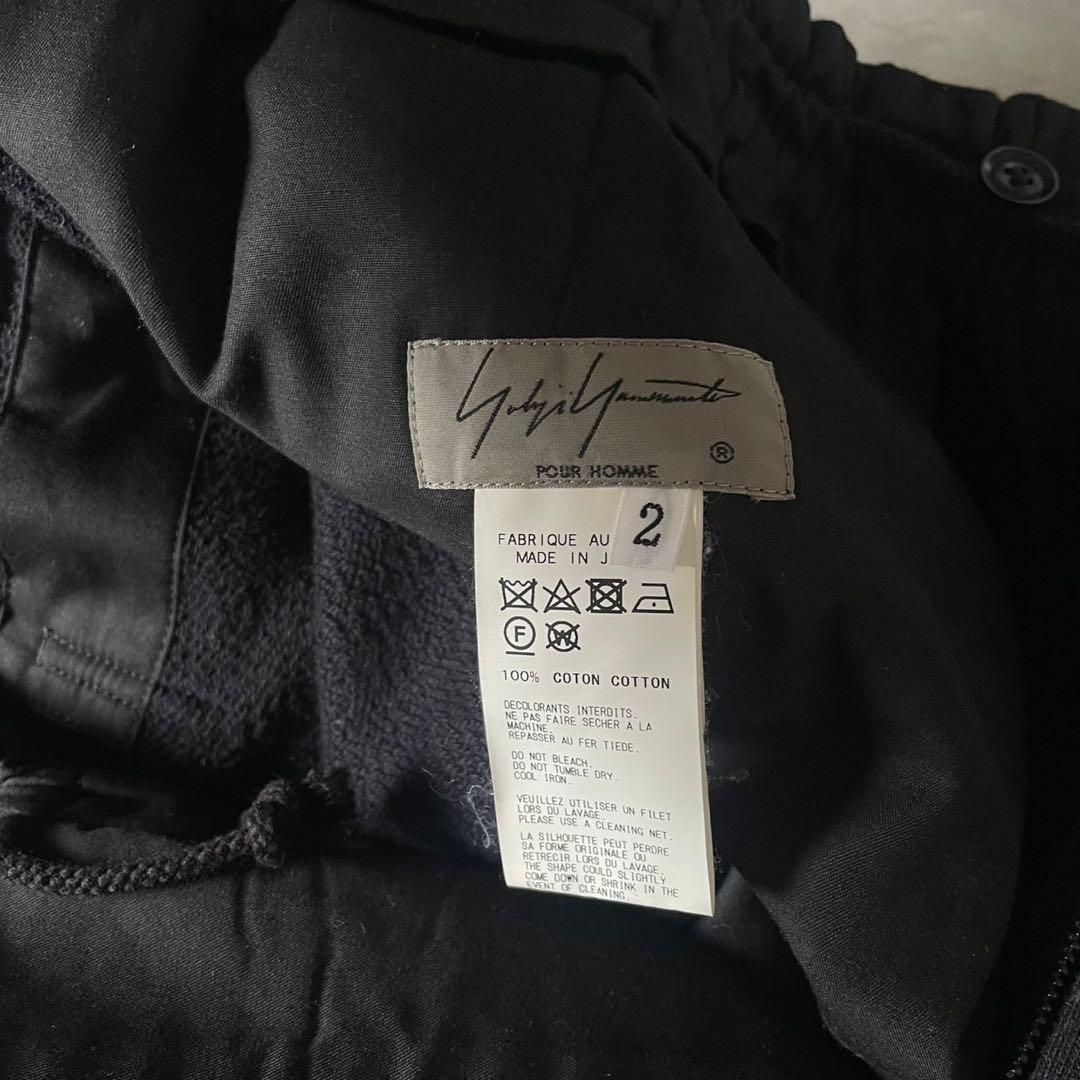 Yohji Yamamoto
®
POUR HOMME
2
FABRIQUE AU
MADE IN J
F
W
100% COTON COTTON
DECOLORANTS INTERDITS.
NE PAS FAIRE SECHER A LA
MACHINE.
REPASSER AU FER TIEDE.
DO NOT BLEACH.
DO NOT TUMBLE DRY.
COOL IRON.
VEUILLEZ UTILISER UN FILET
LORS DU LAVAGE.
PLEASE USE A CLEANING NET.
LA SILHOUETTE PEUT PERDRE
SA FORME ORIGINALE OU
RETRECIR LORS DU LAVAGE.
THE SHAPE COULD SLIGHTLY
COME DOWN OR SHRINK IN THE
EVENT OF CLEANING.